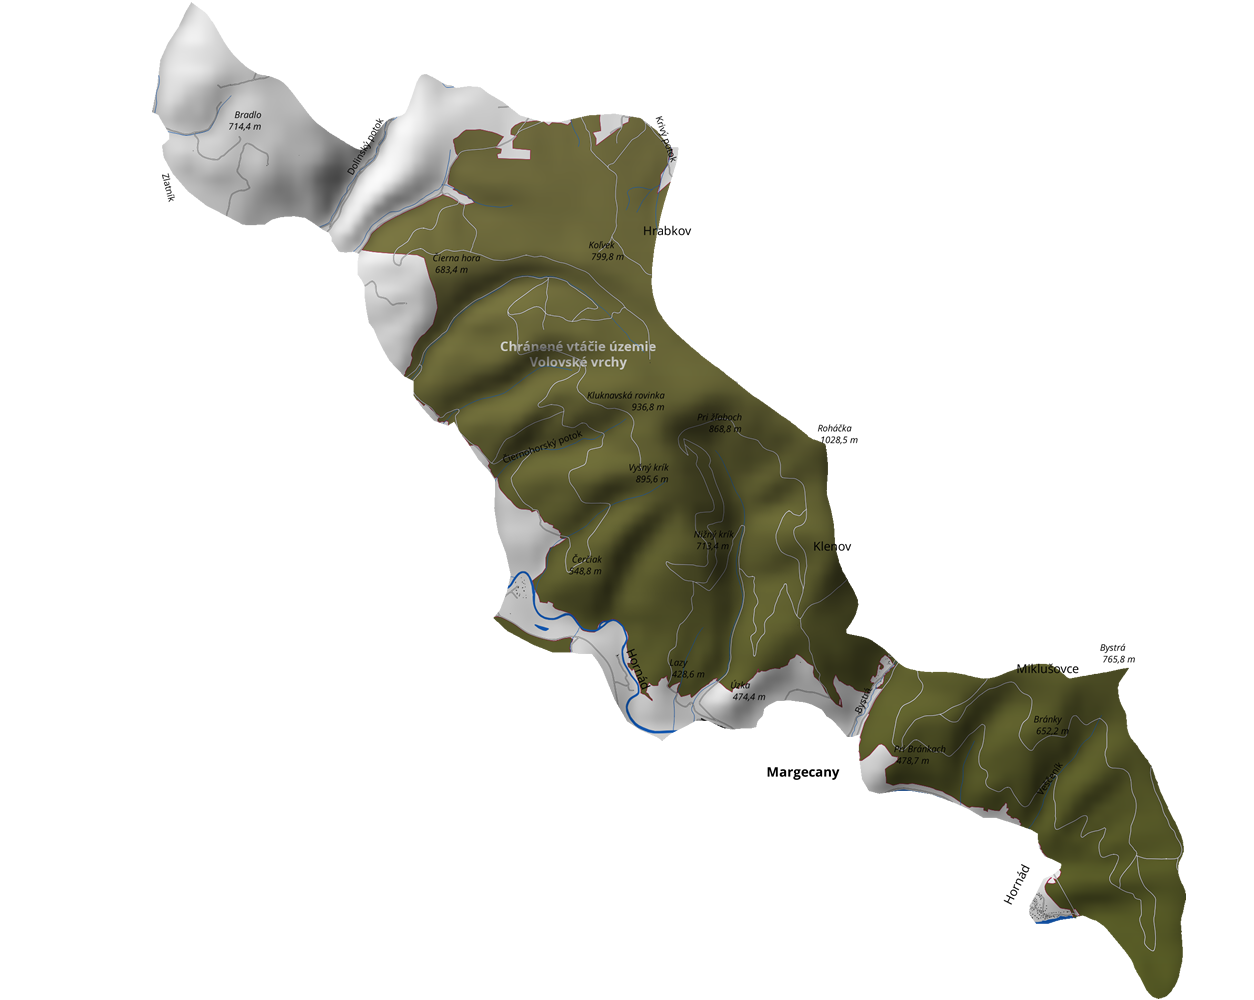 Bradlo
714,4 m
Dolinský potok
Zlatník
Krivý potok
Hrabkov
Koľvek
799,8 m
Čierna hora
683,4 m
Chránené vtáčie územie
Volovské vrchy
Kluknavská rovinka
936,8 m
Pri žľaboch
868,8 m
Roháčka
1028,5 m
Čiernohorský potok
Vyšný krík
895,6 m
Nižný krík
713,4 m
Klenov
Čerčiak
548,8 m
Hornád
Lazy
428,6 m
Úzka
474,4 m
Bystrá
Bystrá
765,8 m
Miklušovce
Bránky
652,2 m
Pri Bránkach
478,7 m
Margecany
Hornád